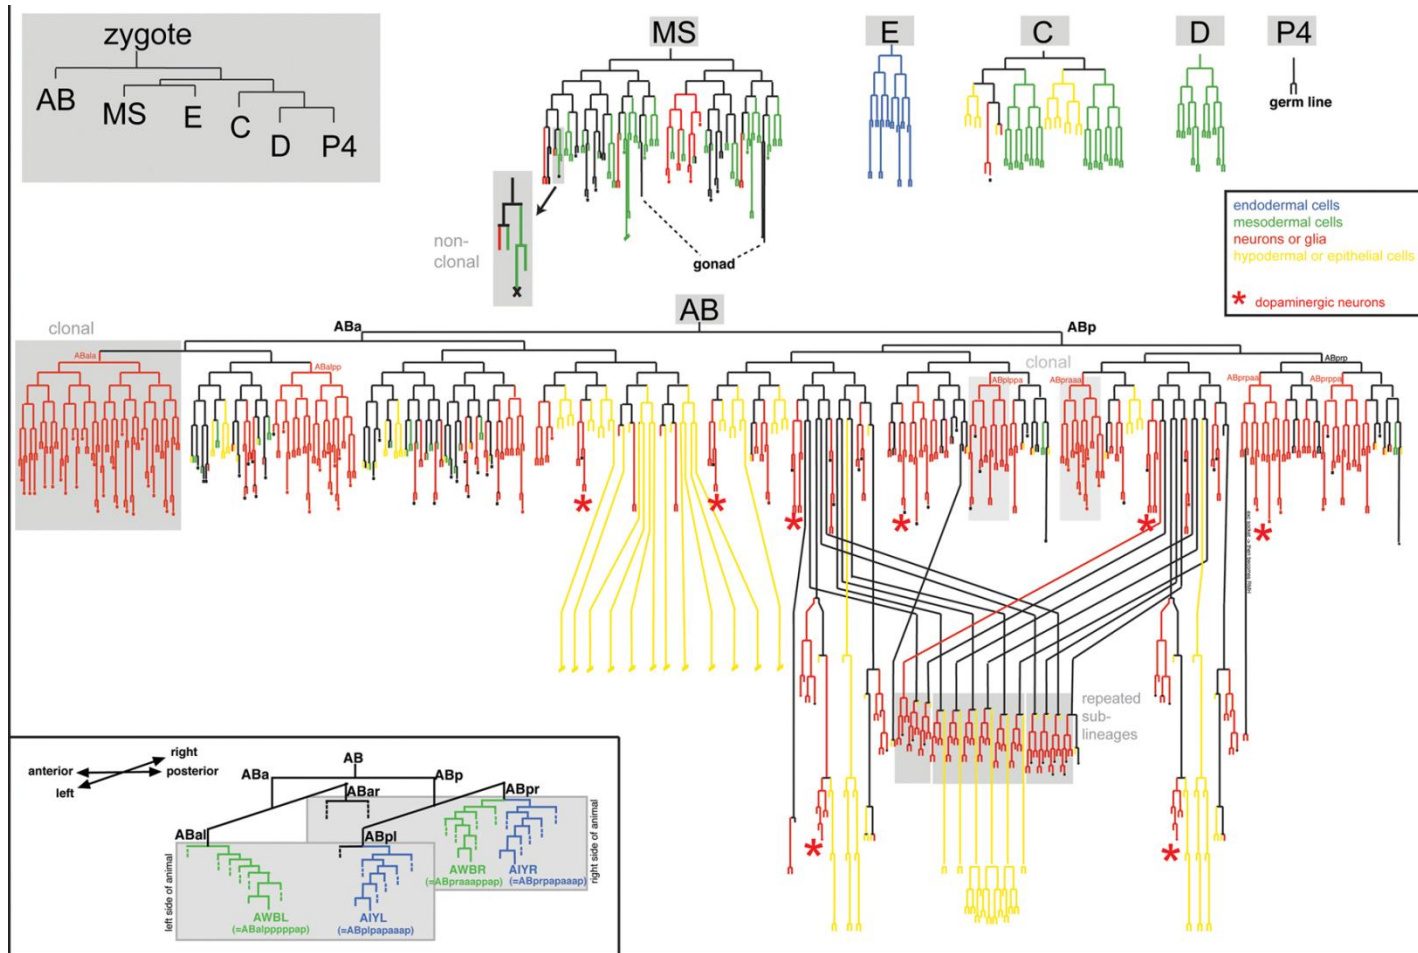 zygote
AB
MS
E
C
D
P4
MS
E
C
D
P4
germ line
non-
clonal
gonad
endodermal cells
mesodermal cells
neurons or glia
hypodermal or epithelial cells
* dopaminergic neurons
AB
ABa
ABp
clonal
clonal
ABala
ABalpp
ABplppa
ABpraaa
ABprp
ABprpaa
ABprppa
*
*
*
*
*
*
*
*
repeated
sub-
lineages
right
anterior
posterior
left
AB
ABa
ABp
ABar
ABpr
ABal
ABpl
left side of animal
right side of animal
AWBR
(=ABpraaappap)
AIYR
(=ABprpapaaap)
AWBL
(=ABalpppppap)
AIYL
(=ABplpapaaap)